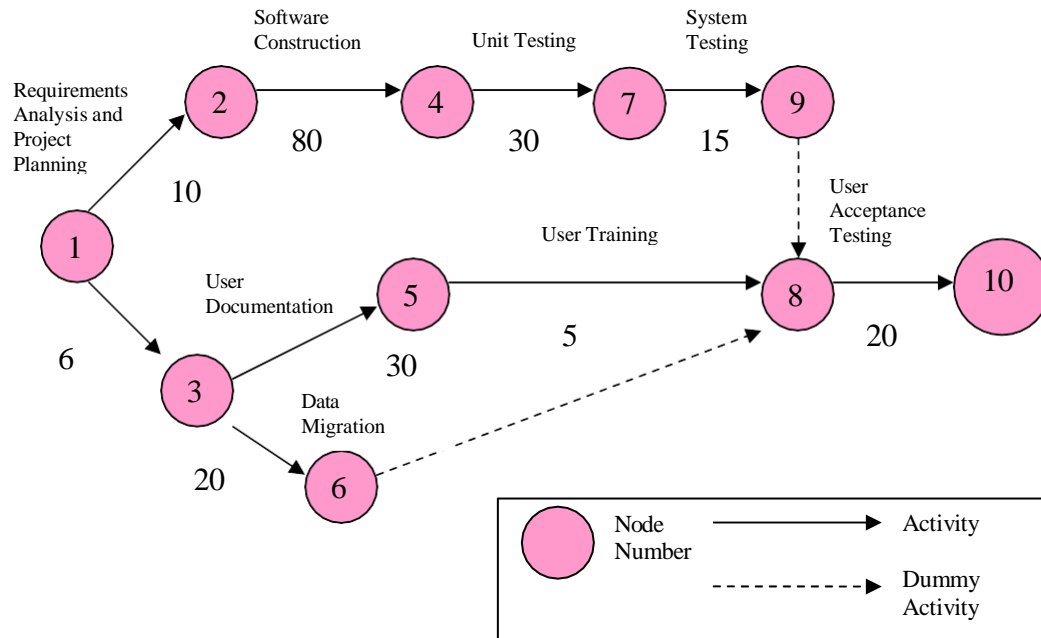 Software
Construction
Unit Testing
System
Testing
Requirements
Analysis and
Project
Planning
2
4
7
9
80
30
15
10
User
Acceptance
Testing
1
User Training
User
Documentation
5
8
10
6
30
5
20
3
Data
Migration
20
6
Node
Number
Activity
Dummy
Activity